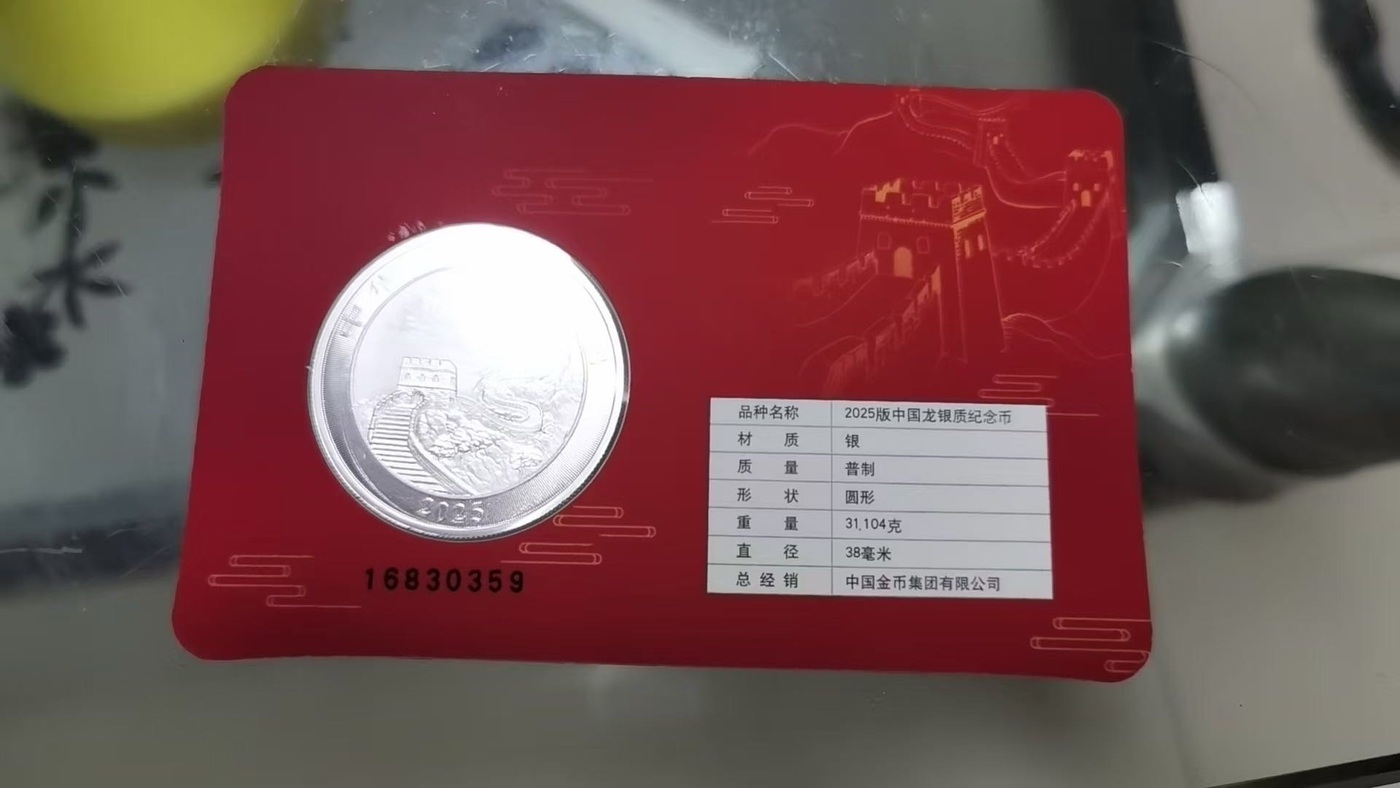 中
2025
16830359
品种名称 2025版中国龙银质纪念币
材质 银
质量 普制
形状 圆形
重量 31.104克
直径 38毫米
总经销 中国金币集团有限公司